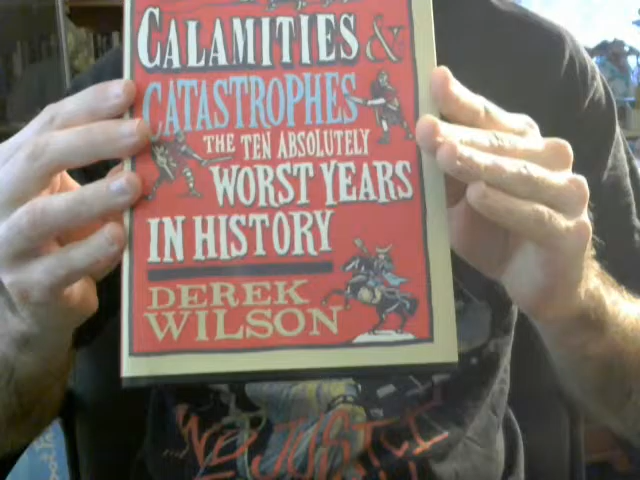 CALAMITIES &
CATASTROPHES
THE TEN ABSOLUTELY
WORST YEARS
IN HISTORY
DEREK
WILSON